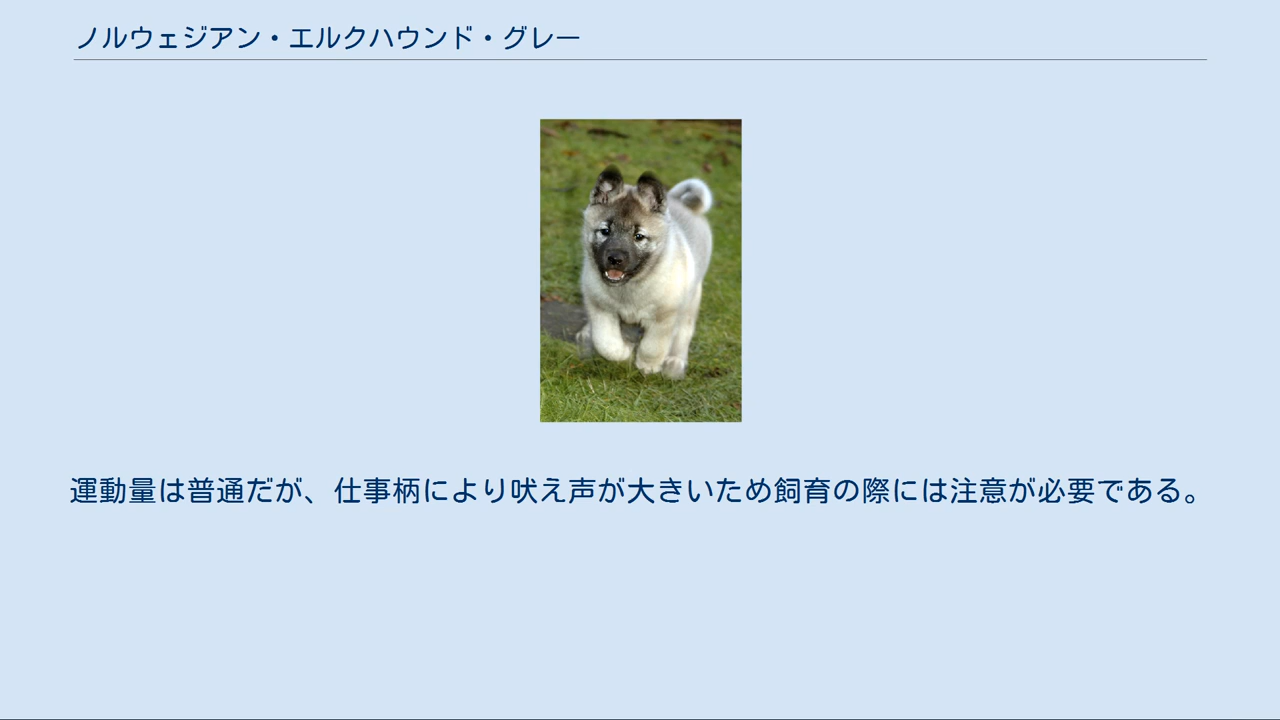 ノルウェジアン・エルクハウンド・グレー
運動量は普通だが、仕事柄により吠え声が大きいため飼育の際には注意が必要である。